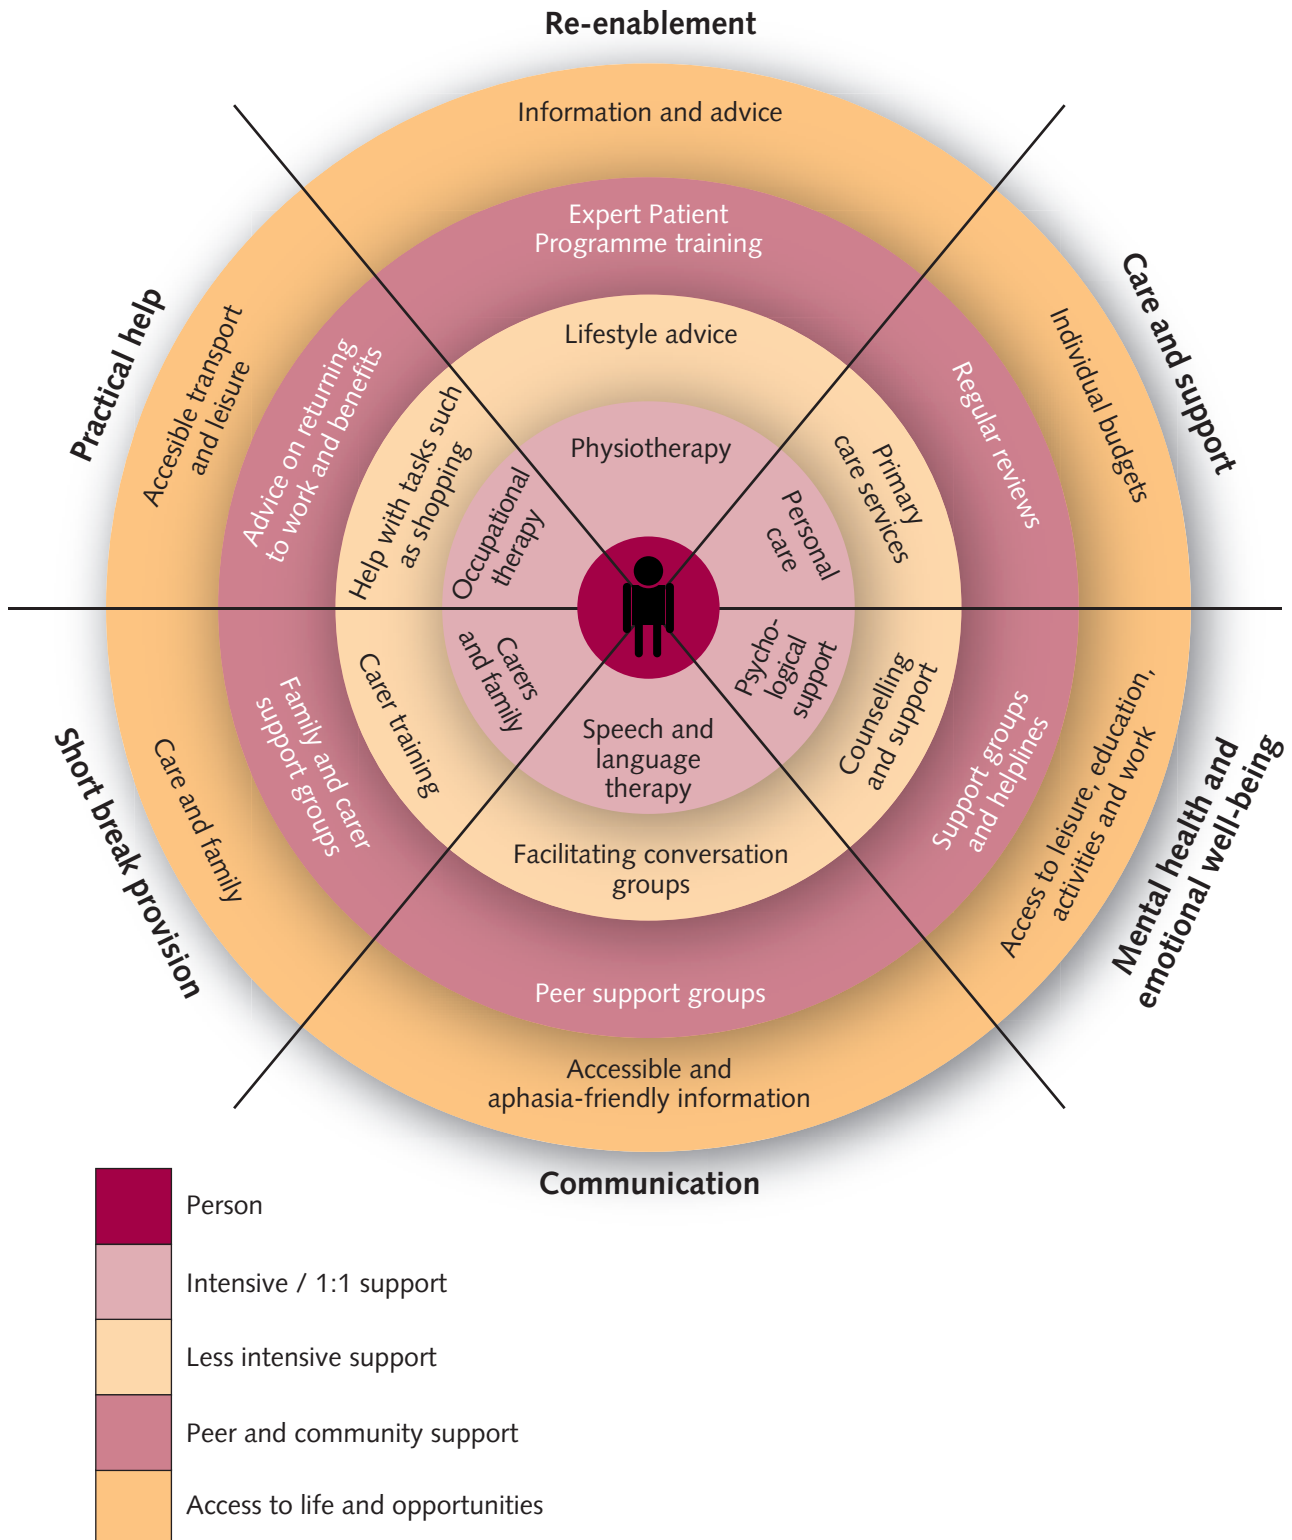 Re-enablement
Information and advice
Expert Patient
Programme training
Lifestyle advice
Physiotherapy
Care and support
Individual budgets
Regular reviews
Primary
care services
Personal
care
Mental health and
emotional well-being
Access to leisure, education,
activities and work
Support groups
and helplines
Counselling
and support
Psycho-
logical
support
Communication
Accessible and
aphasia-friendly information
Peer support groups
Facilitating conversation
groups
Speech and
language
therapy
Short break provision
Care and family
Family and carer
support groups
Carer training
Carers
and family
Practical help
Accesible transport
and leisure
Advice on returning
to work and benefits
Help with tasks such
as shopping
Occupational
therapy
Person
Intensive / 1:1 support
Less intensive support
Peer and community support
Access to life and opportunities